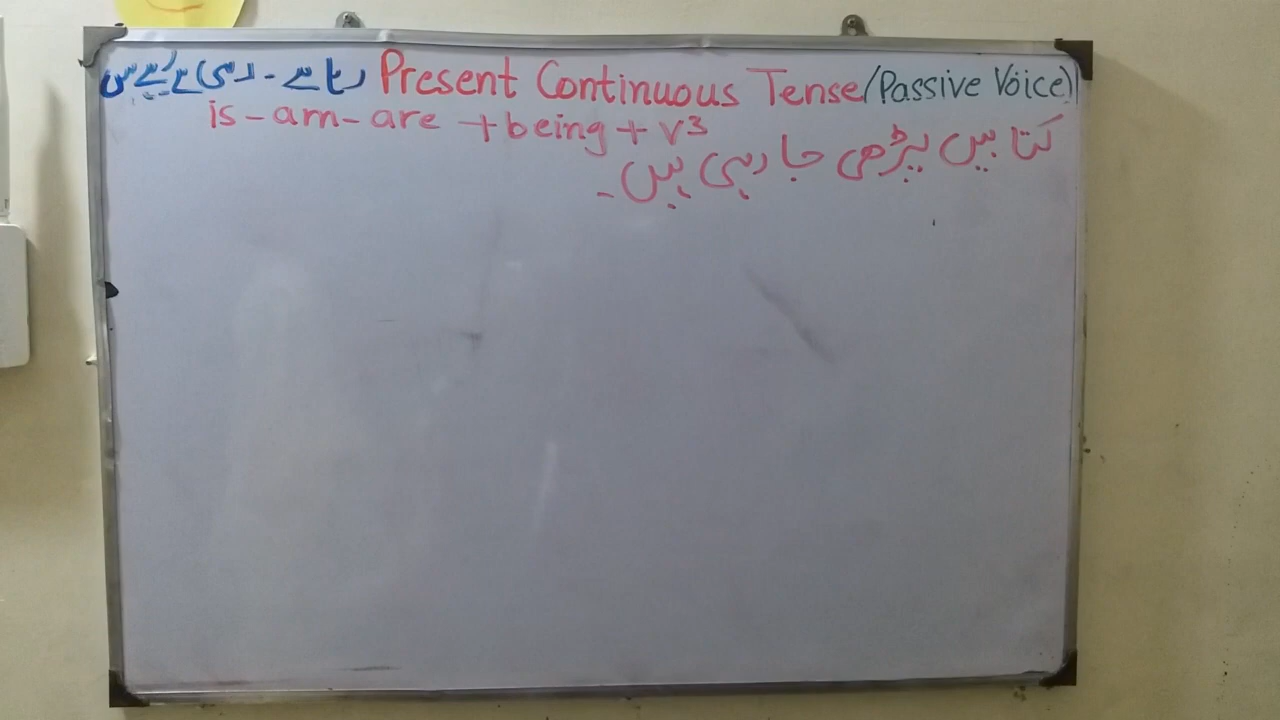 Present Continuous Tense/(Passive Voice) رہا ہے - رہی ہے رہے ہیں
is-am-are +being+v3
کتابیں پڑھی جا رہی ہیں۔